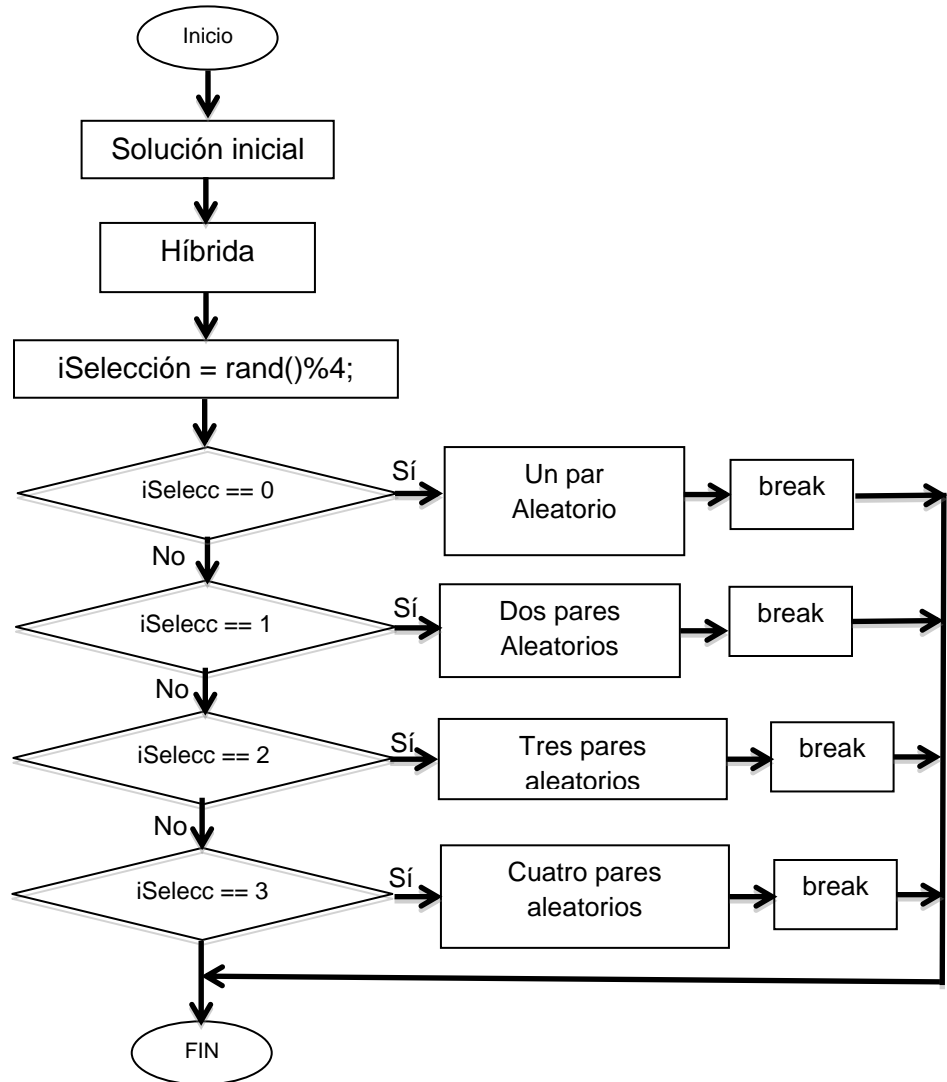 Inicio
Solución inicial
Híbrida
iSelección = rand()%4;
iSelecc == 0
Sí
Un par
Aleatorio
break
No
iSelecc == 1
Sí
Dos pares
Aleatorios
break
No
iSelecc == 2
Sí
Tres pares
aleatorios
break
No
iSelecc == 3
Sí
Cuatro pares
aleatorios
break
FIN